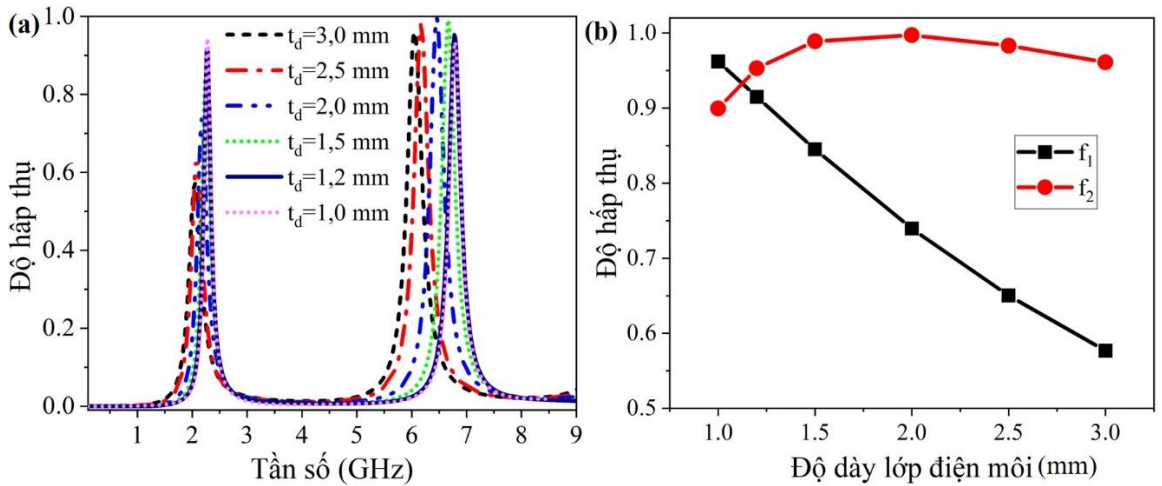 (a)
1.0
0.8
0.6
0.4
0.2
0.0
Độ hâp thụ
t_d=3,0 mm
t_d=2,5 mm
t_d=2,0 mm
t_d=1,5 mm
t_d=1,2 mm
t_d=1,0 mm
1 2 3 4 5 6 7 8 9
Tần số (GHz)
(b)
1.0
0.9
0.8
0.7
0.6
0.5
Độ hấp thụ
f₁
f₂
1.0 1.5 2.0 2.5 3.0
Độ dày lớp điện môi (mm)